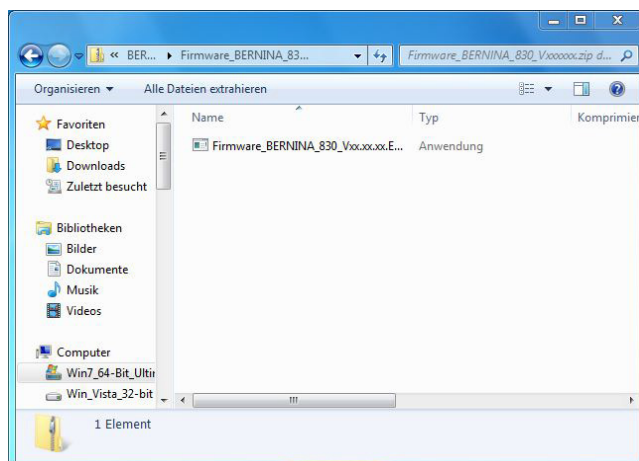 « BER... ▸ Firmware_BERNINA_83...
Firmware_BERNINA_830_Vxxxxxx.zip d...
Organisieren ▾ Alle Dateien extrahieren
Name Typ Komprimier
Firmware_BERNINA_830_Vxx.xx.xx.E... Anwendung
Favoriten
Desktop
Downloads
Zuletzt besucht
Bibliotheken
Bilder
Dokumente
Musik
Videos
Computer
Win7_64-Bit_Ultir
Win_Vista_32-bit
1 Element